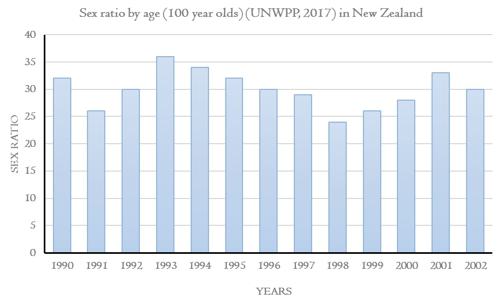 Sex ratio by age (100 year olds) (UNWPP, 2017) in New Zealand
40
35
30
25
20
15
10
5
0
SEX RATIO
1990 1991 1992 1993 1994 1995 1996 1997 1998 1999 2000 2001 2002
YEARS